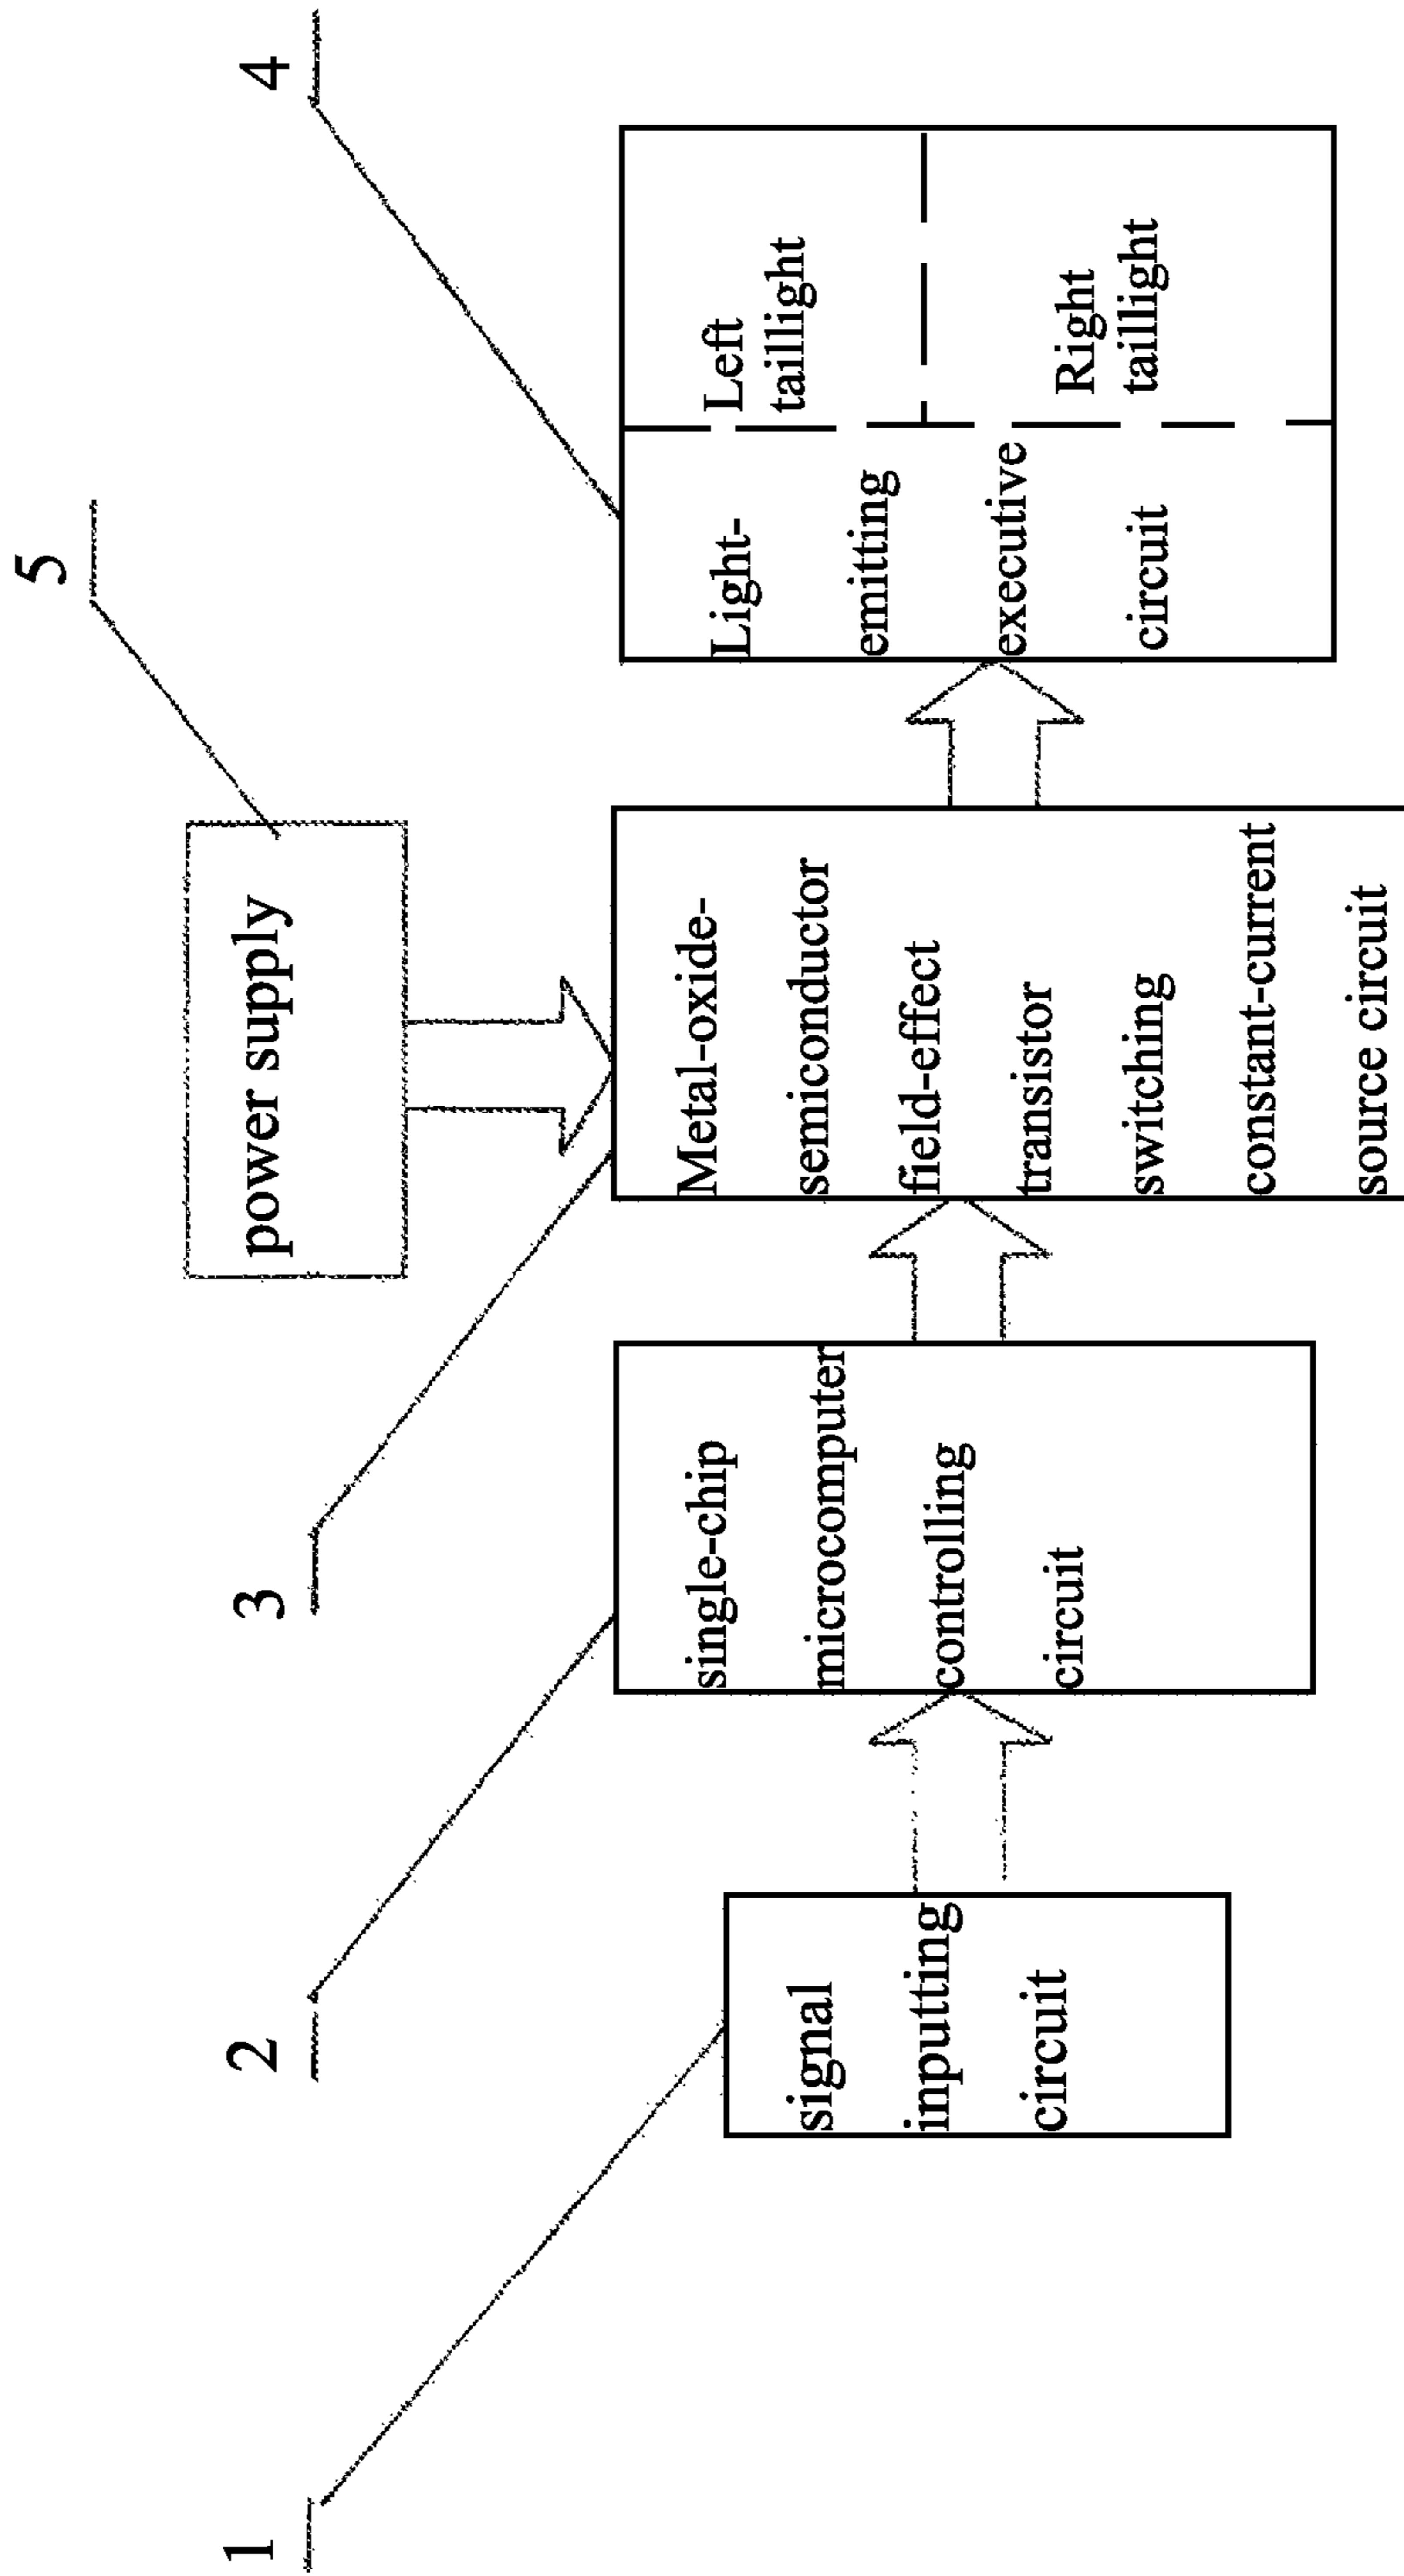 5
power supply
1
2
3
4
signal
inputting
circuit
single-chip
microcomputer
controlling
circuit
Metal-oxide-
semiconductor
field-effect
transistor
switching
constant-current
source circuit
Light-
emitting
executive
circuit
Left
taillight
Right
taillight